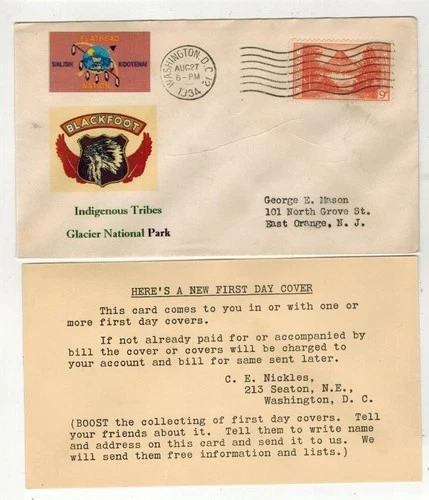 FLATHEAD
SALISH KOOTENAI
NATION
BLACKFOOT
Indigenous Tribes
Glacier National Park
WASHINGTON, D.C. 12
AUG 27
6-PM
1934
9¢
George E. Mason
101 North Grove St.
East Orange, N. J.
HERE'S A NEW FIRST DAY COVER
This card comes to you in or with one or
more first day covers.
If not already paid for or accompanied by
bill the cover or covers will be charged to
your account and bill for same sent later.
C. E. Nickles,
213 Seaton, N.E.,
Washington, D. C.
(BOOST the collecting of first day covers. Tell
your friends about it. Tell them to write name
and address on this card and send it to us. We
will send them free information and lists.)